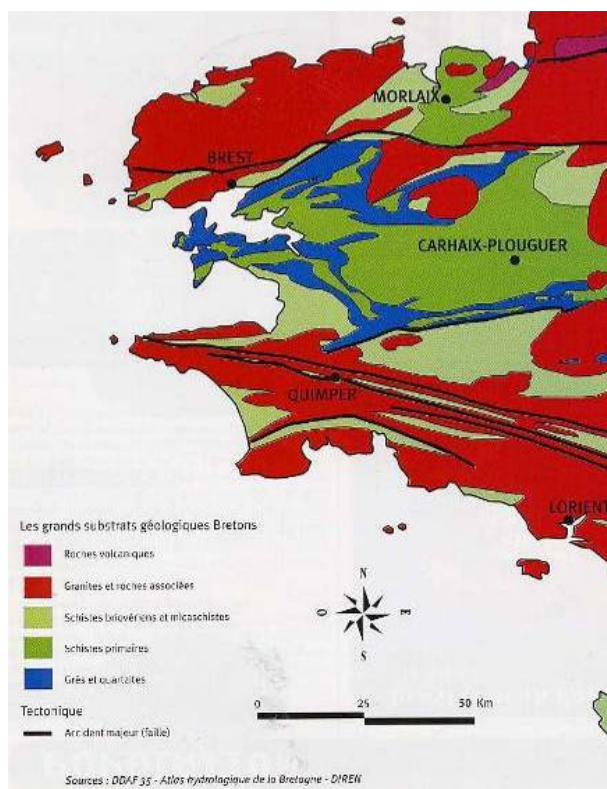 MORLAIX
BREST
CARHAIX-PLOUGUER
QUIMPER
LORIENT
Les grands substrats géologiques Bretons
Roches volcaniques
Granites et roches associées
Schistes briovériens et micaschistes
Schistes primaires
Grès et quartzites
Tectonique
Accident majeur (faille)
N
O
E
S
0 25 50 Km
Sources : DDAF 35 - Atlas hydrologique de la Bretagne - DIREN